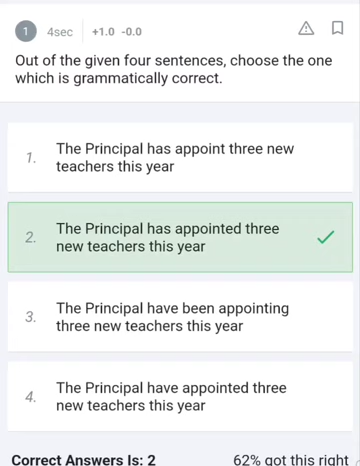 1 4sec +1.0 -0.0
Out of the given four sentences, choose the one
which is grammatically correct.
1. The Principal has appoint three new
teachers this year
2. The Principal has appointed three
new teachers this year
3. The Principal have been appointing
three new teachers this year
4. The Principal have appointed three
new teachers this year
Correct Answers Is: 2 62% got this right